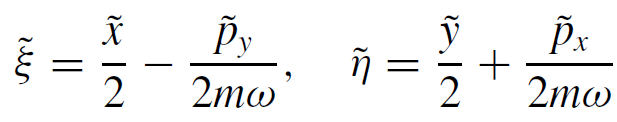 ξ̃ = x̃/2 − p̃_y/2mω, η̃ = ỹ/2 + p̃_x/2mω